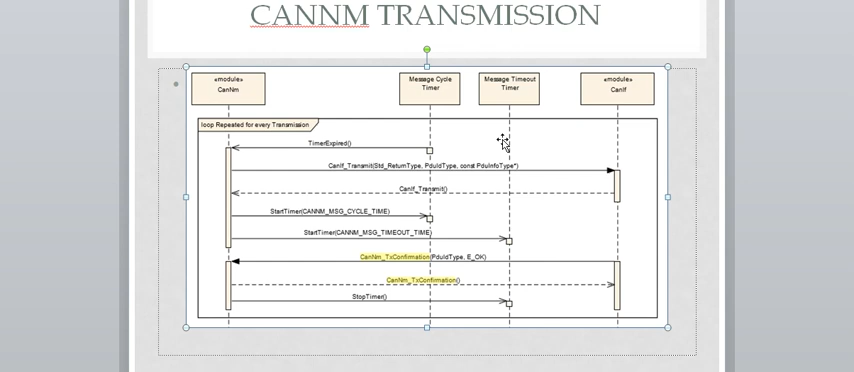 CANNM TRANSMISSION
«module»
CanNm
Message Cycle
Timer
Message Timeout
Timer
«module»
CanIf
loop Repeated for every Transmission
TimerExpired()
CanIf_Transmit(Std_ReturnType, PduIdType, const PduInfoType*)
CanIf_Transmit()
StartTimer(CANNM_MSG_CYCLE_TIME)
StartTimer(CANNM_MSG_TIMEOUT_TIME)
CanNm_TxConfirmation(PduIdType, E_OK)
CanNm_TxConfirmation()
StopTimer()